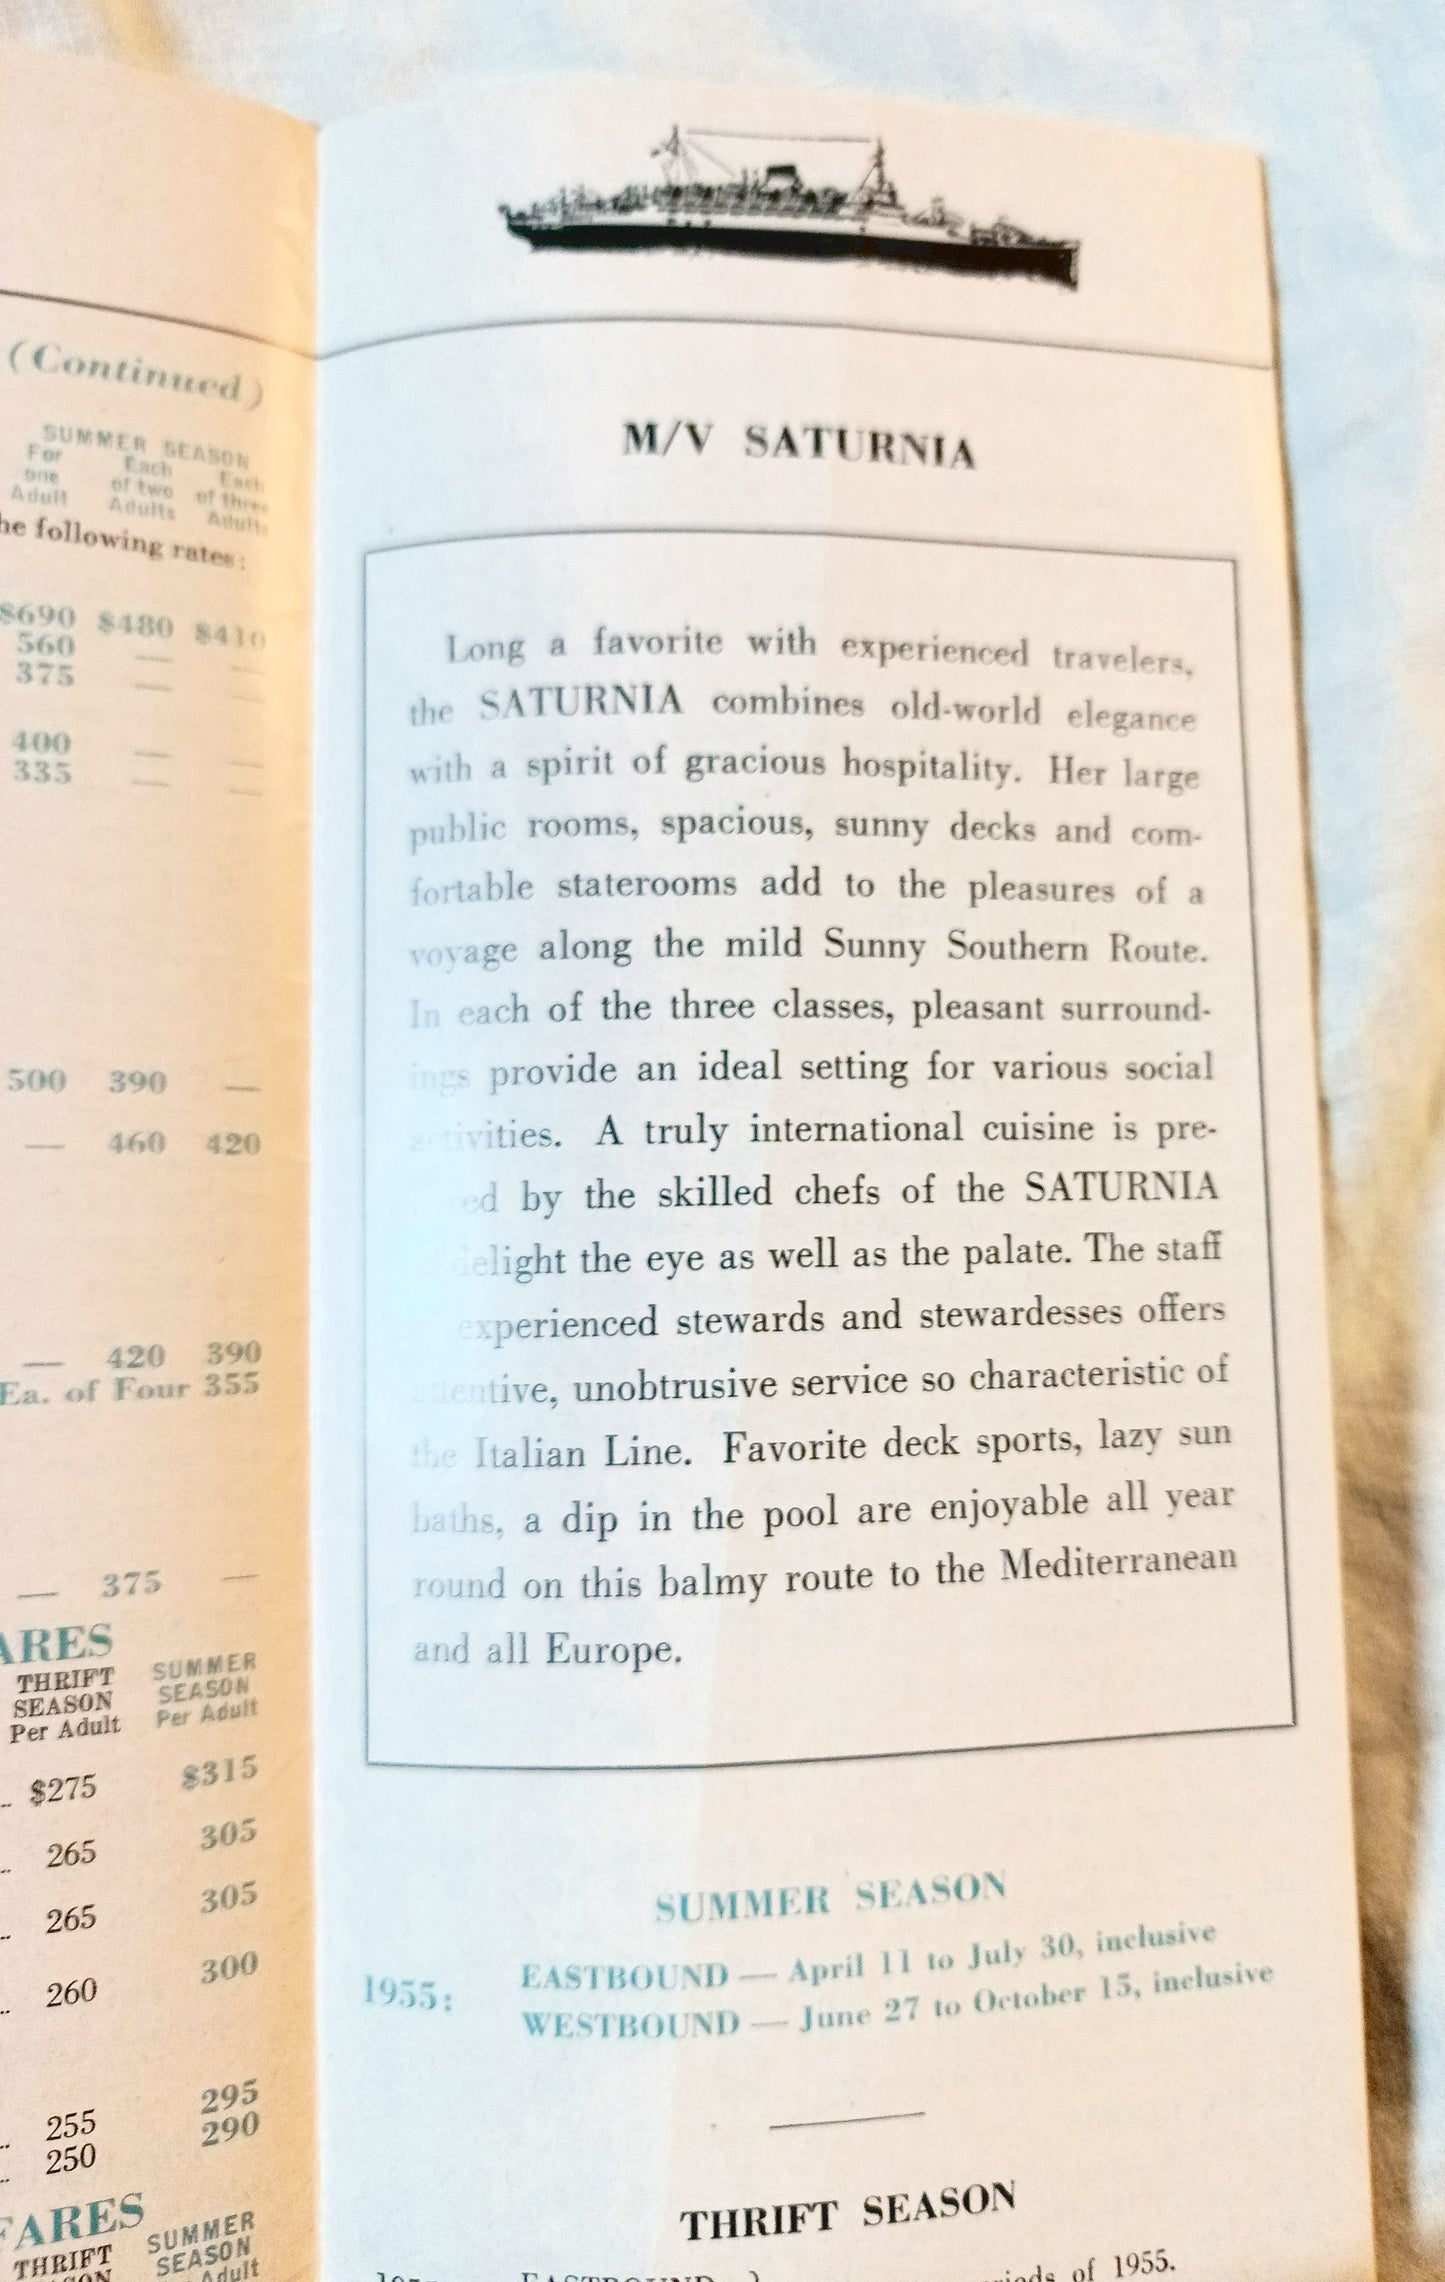 (Continued)
SUMMER SEASON
For Each Each
one of two of three
Adult Adults Adults
following rates:
$690 $480 $410
560 — —
375 — —
400 — —
335 — —
500 390 —
— 460 420
— 420 390
Ea. of Four 355
— 375 —
THRIFT SUMMER
SEASON SEASON
Per Adult Per Adult
$275 $315
265 305
265 305
260 300
295
255 290
250
FARES
THRIFT SUMMER
SEASON
M/V SATURNIA
Long a favorite with experienced travelers,
the SATURNIA combines old-world elegance
with a spirit of gracious hospitality. Her large
public rooms, spacious, sunny decks and com-
fortable staterooms add to the pleasures of a
voyage along the mild Sunny Southern Route.
In each of the three classes, pleasant surround-
ings provide an ideal setting for various social
activities. A truly international cuisine is pre-
by the skilled chefs of the SATURNIA
delight the eye as well as the palate. The staff
experienced stewards and stewardesses offers
attentive, unobtrusive service so characteristic of
the Italian Line. Favorite deck sports, lazy sun
baths, a dip in the pool are enjoyable all year
round on this balmy route to the Mediterranean
and all Europe.
SUMMER SEASON
1955: EASTBOUND — April 11 to July 30, inclusive
WESTBOUND — June 27 to October 15, inclusive
THRIFT SEASON
of 1955.